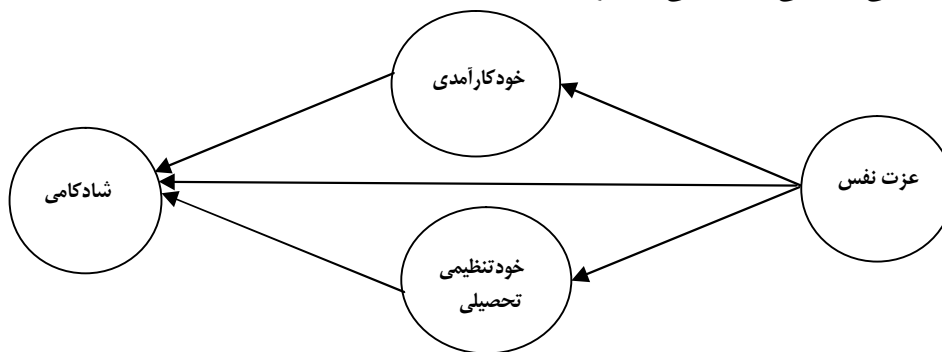 خودکارآمدی
عزت نفس
شادکامی
خودتنظیمی
تحصیلی